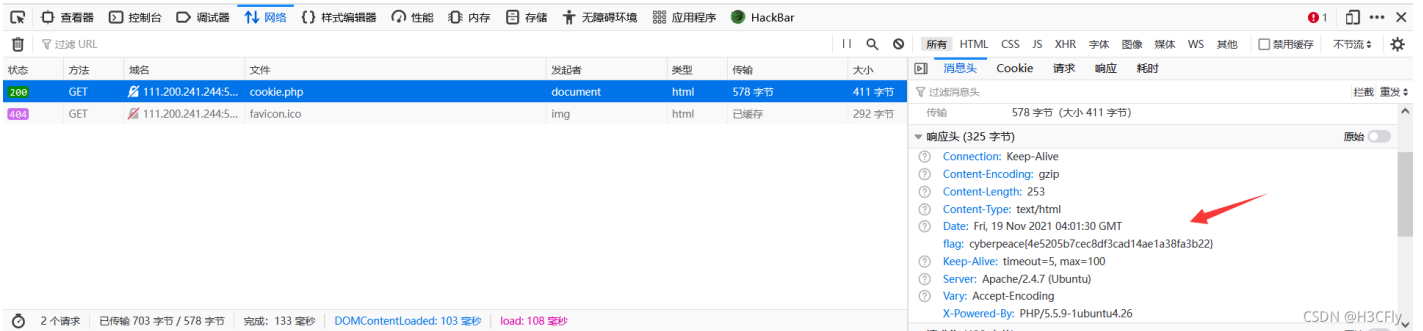 查看器 控制台 调试器 网络 样式编辑器 性能 内存 存储 无障碍环境 应用程序 HackBar 1
过滤 URL
所有 HTML CSS JS XHR 字体 图像 媒体 WS 其他 禁用缓存 不节流
状态 方法 域名 文件 发起者 类型 传输 大小
200 GET 111.200.241.244:5... cookie.php document html 578 字节 411 字节
404 GET 111.200.241.244:5... favicon.ico img html 已缓存 292 字节
消息头 Cookie 请求 响应 耗时
过滤消息头 拦截 重发
传输 578 字节 (大小 411 字节)
响应头 (325 字节) 原始
Connection: Keep-Alive
Content-Encoding: gzip
Content-Length: 253
Content-Type: text/html
Date: Fri, 19 Nov 2021 04:01:30 GMT
flag: cyberpeace{4e5205b7cec8df3cad14ae1a38fa3b22}
Keep-Alive: timeout=5, max=100
Server: Apache/2.4.7 (Ubuntu)
Vary: Accept-Encoding
X-Powered-By: PHP/5.5.9-1ubuntu4.26
2 个请求 已传输 703 字节 / 578 字节 完成: 133 毫秒 DOMContentLoaded: 103 毫秒 load: 108 毫秒
CSDN @H3CFly